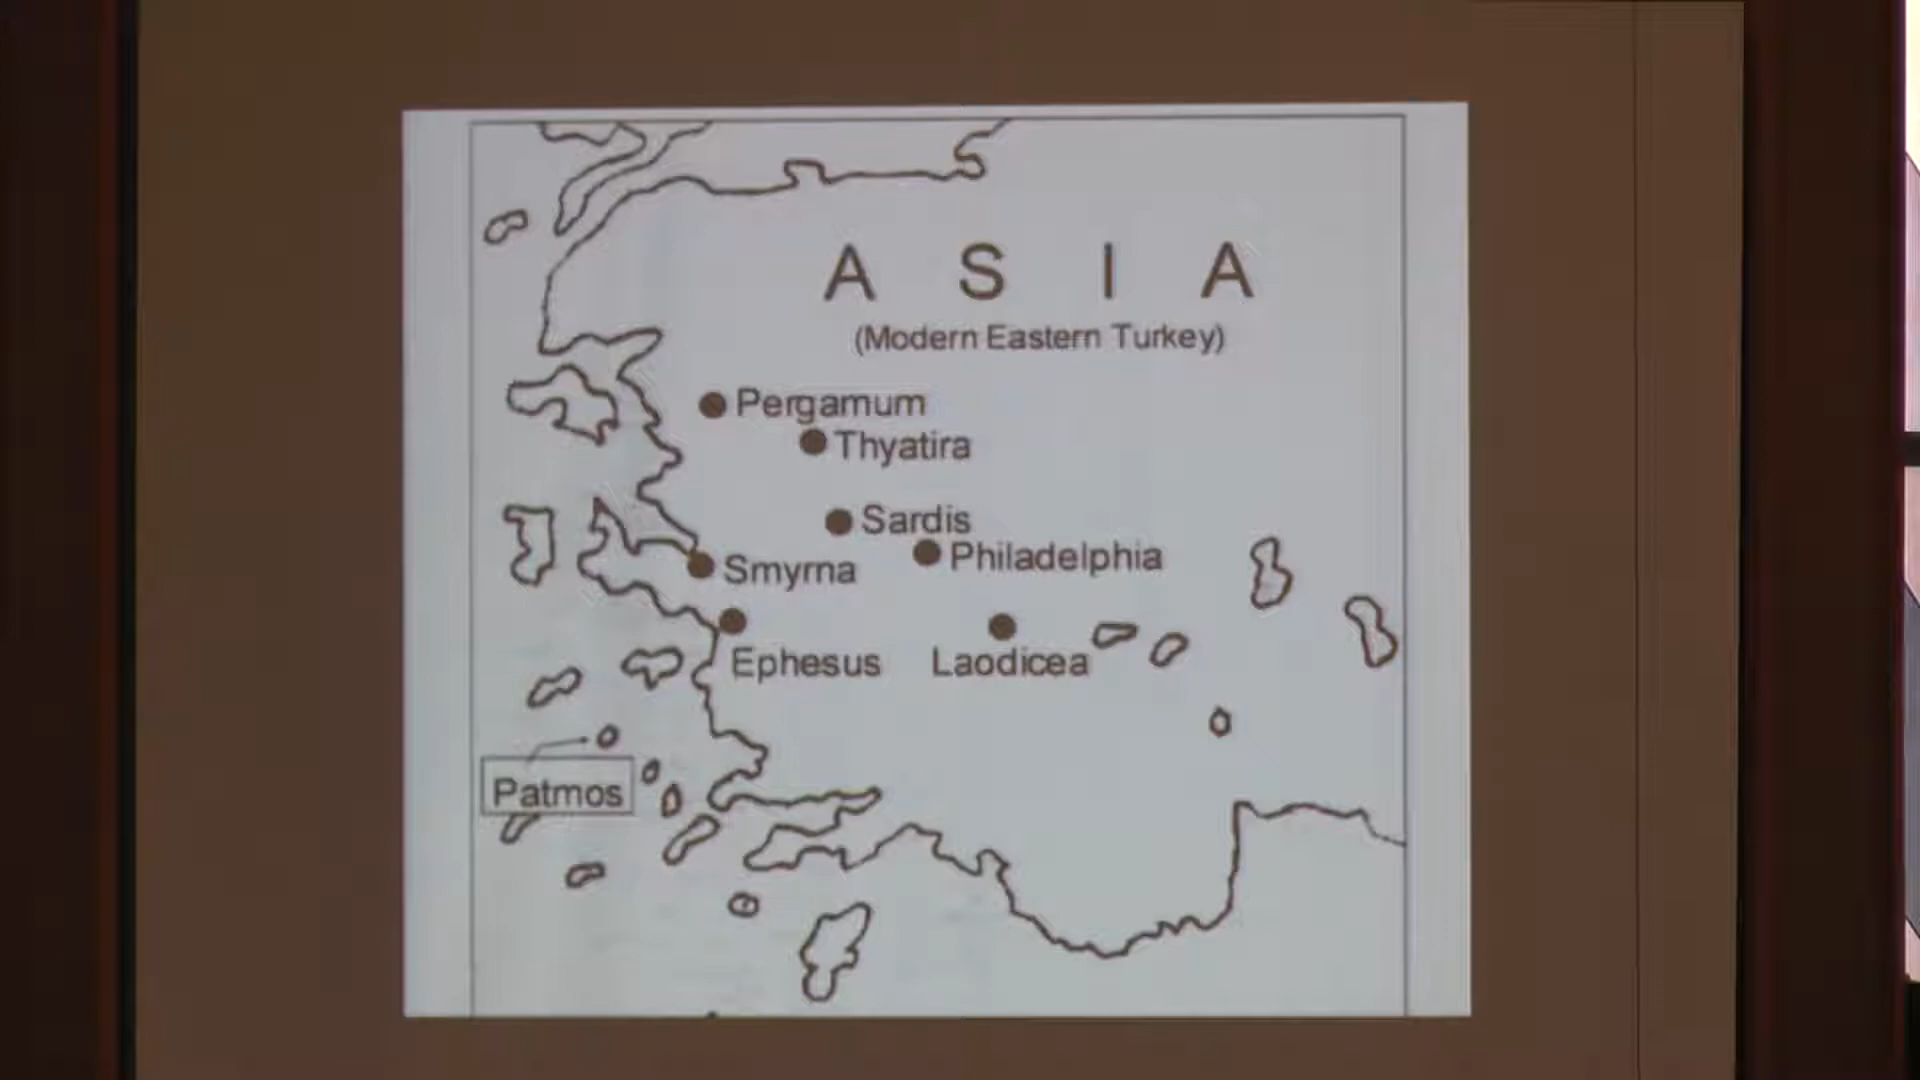 A S I A
(Modern Eastern Turkey)
Pergamum
Thyatira
Sardis
Philadelphia
Smyrna
Ephesus
Laodicea
Patmos